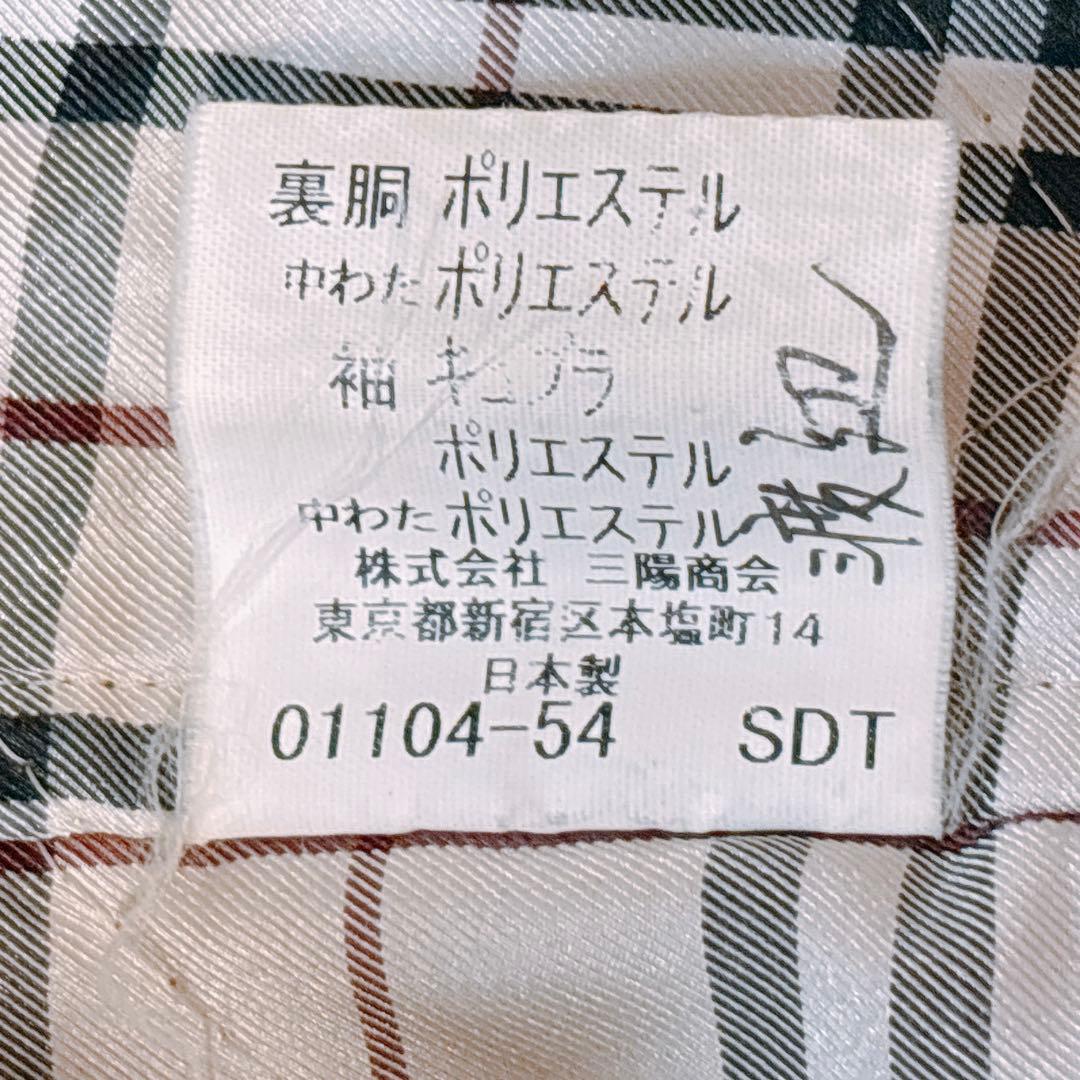 裏胴 ポリエステル
中わた ポリエステル
袖 キュプラ
ポリエステル
中わた ポリエステル
株式会社 三陽商会
東京都新宿区本塩町14
日本製
01104-54 SDT